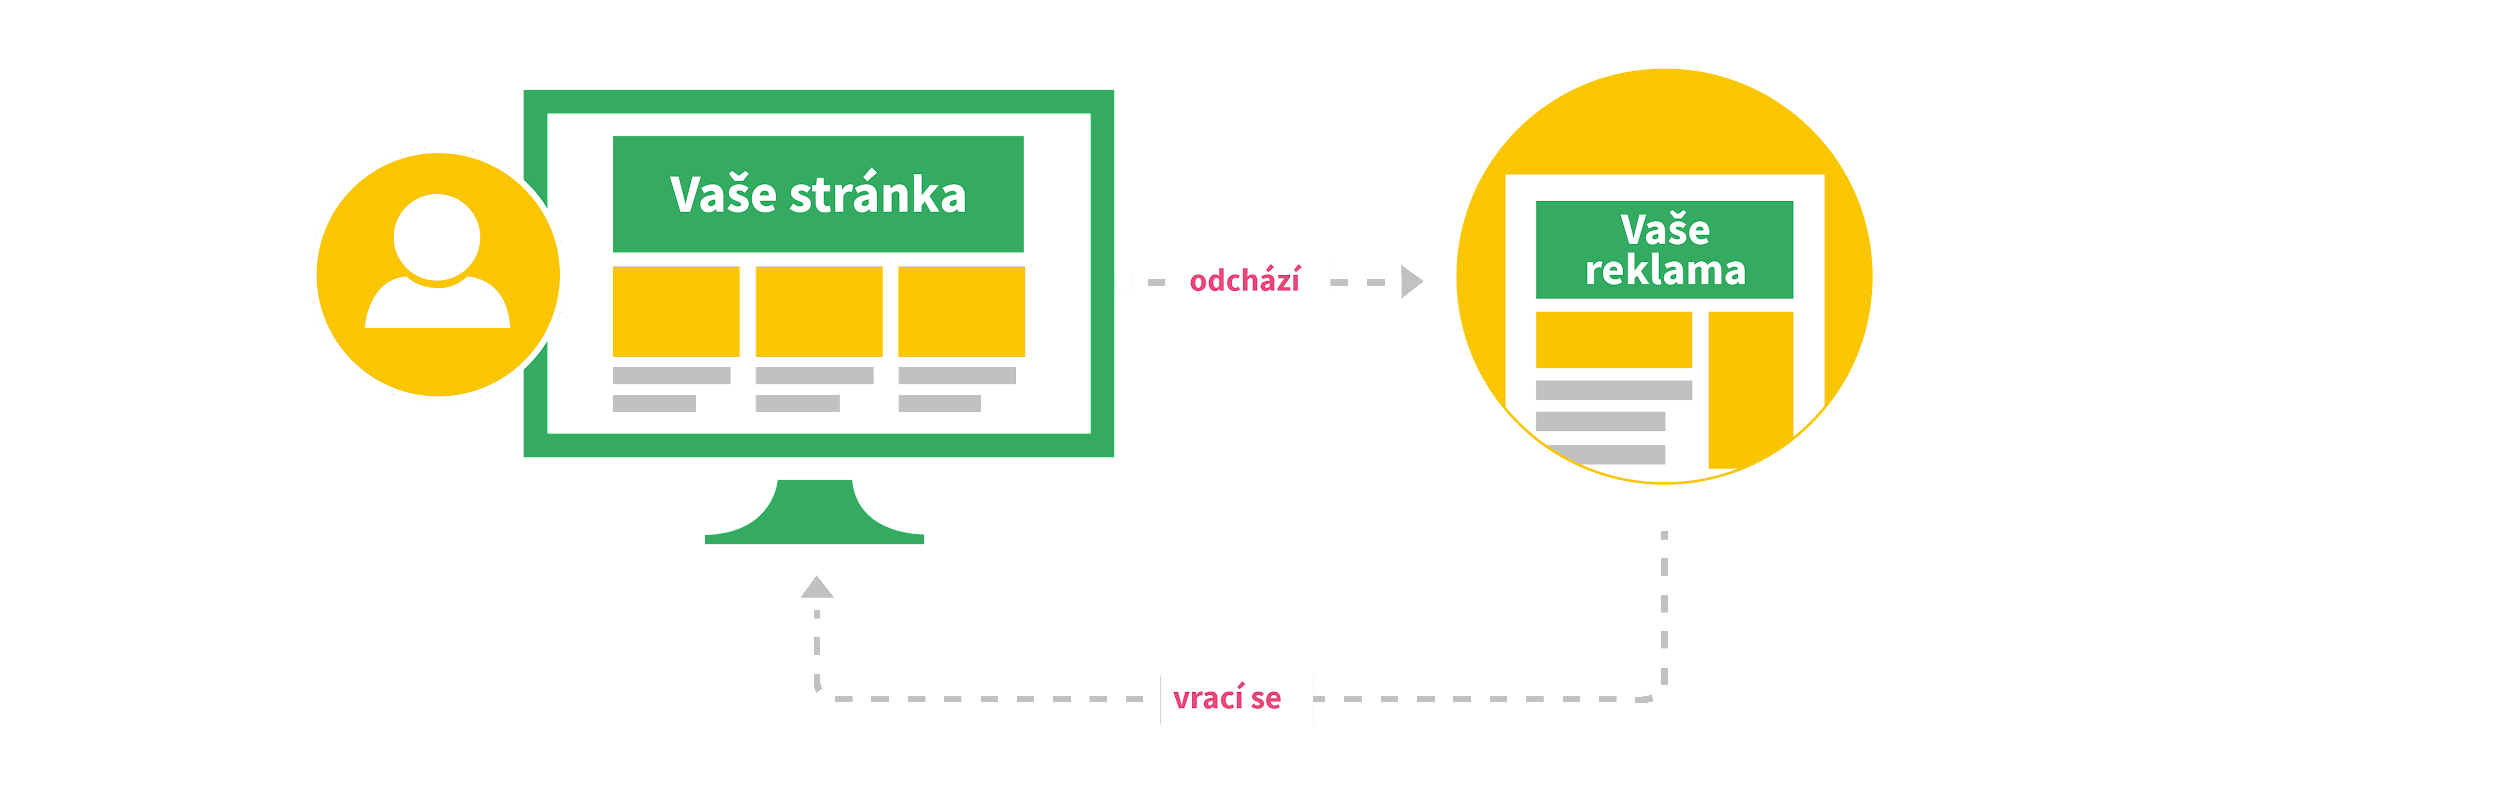 Vaše stránka
odchází
Vaše
reklama
vrací se